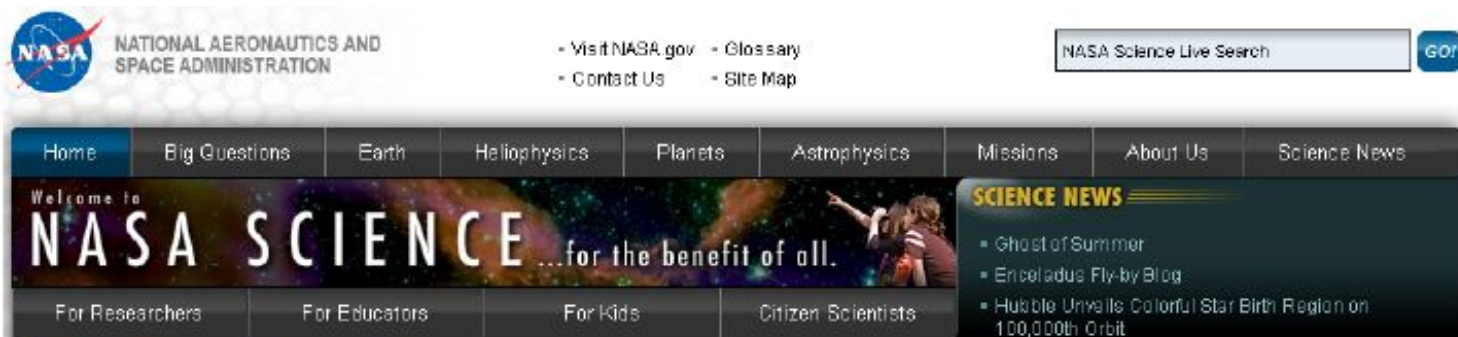 NASA
NATIONAL AERONAUTICS AND
SPACE ADMINISTRATION
- Visit NASA.gov - Glossary
- Contact Us - Site Map
NASA Science Live Search
GO!
Home Big Questions Earth Heliophysics Planets Astrophysics Missions About Us Science News
Welcome to
NASA SCIENCE ...for the benefit of all.
For Researchers For Educators For Kids Citizen Scientists
SCIENCE NEWS
Ghost of Summer
Enceladus Fly-by Blog
Hubble Unveils Colorful Star Birth Region on
100,000th Orbit